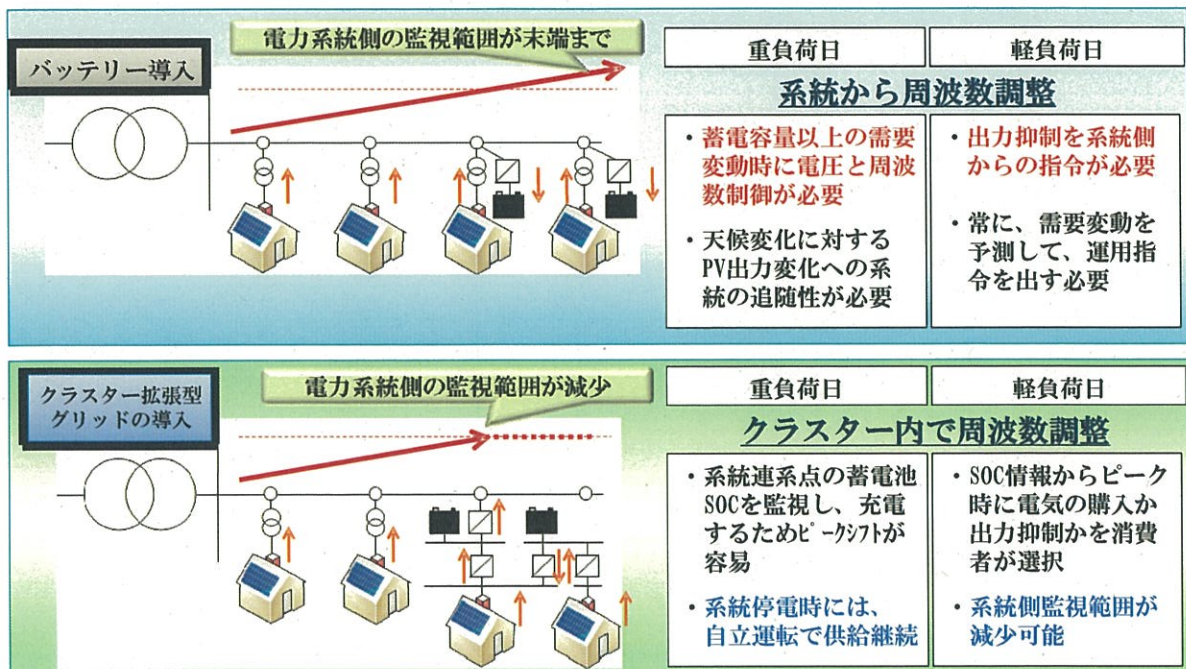 電力系統側の監視範囲が末端まで
バッテリー導入
重負荷日
軽負荷日
系統から周波数調整
・蓄電容量以上の需要
変動時に電圧と周波
数制御が必要
・天候変化に対する
PV出力変化への系
統の追随性が必要
・出力抑制を系統側
からの指令が必要
・常に、需要変動を
予測して、運用指
令を出す必要
クラスター拡張型
グリッドの導入
電力系統側の監視範囲が減少
重負荷日
軽負荷日
クラスター内で周波数調整
・系統連系点の蓄電池
SOCを監視し、充電
するためピークシフトが
容易
・系統停電時には、
自立運転で供給継続
・SOC情報からピーク
時に電気の購入か
出力抑制かを消費
者が選択
・系統側監視範囲が
減少可能